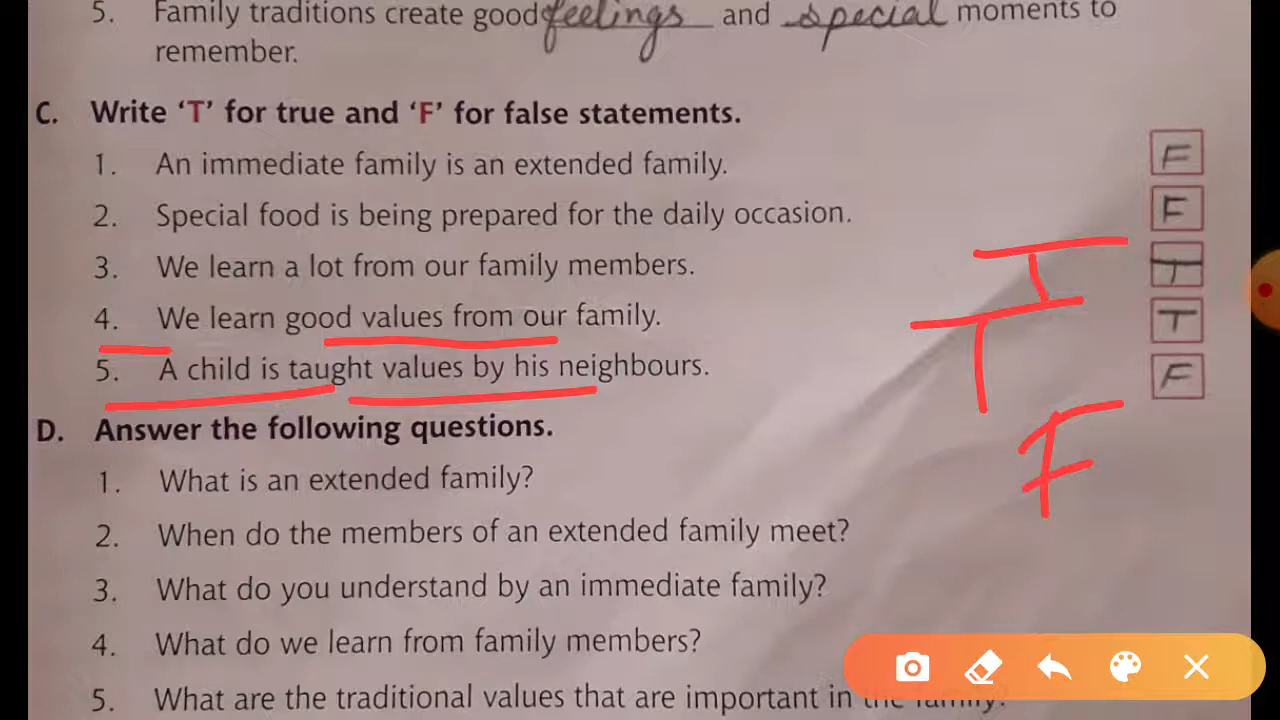 5. Family traditions create good feelings and special moments to
remember.
C. Write 'T' for true and 'F' for false statements.
1. An immediate family is an extended family. F
2. Special food is being prepared for the daily occasion. F
3. We learn a lot from our family members. T
4. We learn good values from our family. T
5. A child is taught values by his neighbours. F
T
T
F
D. Answer the following questions.
1. What is an extended family?
2. When do the members of an extended family meet?
3. What do you understand by an immediate family?
4. What do we learn from family members?
5. What are the traditional values that are important in the family?